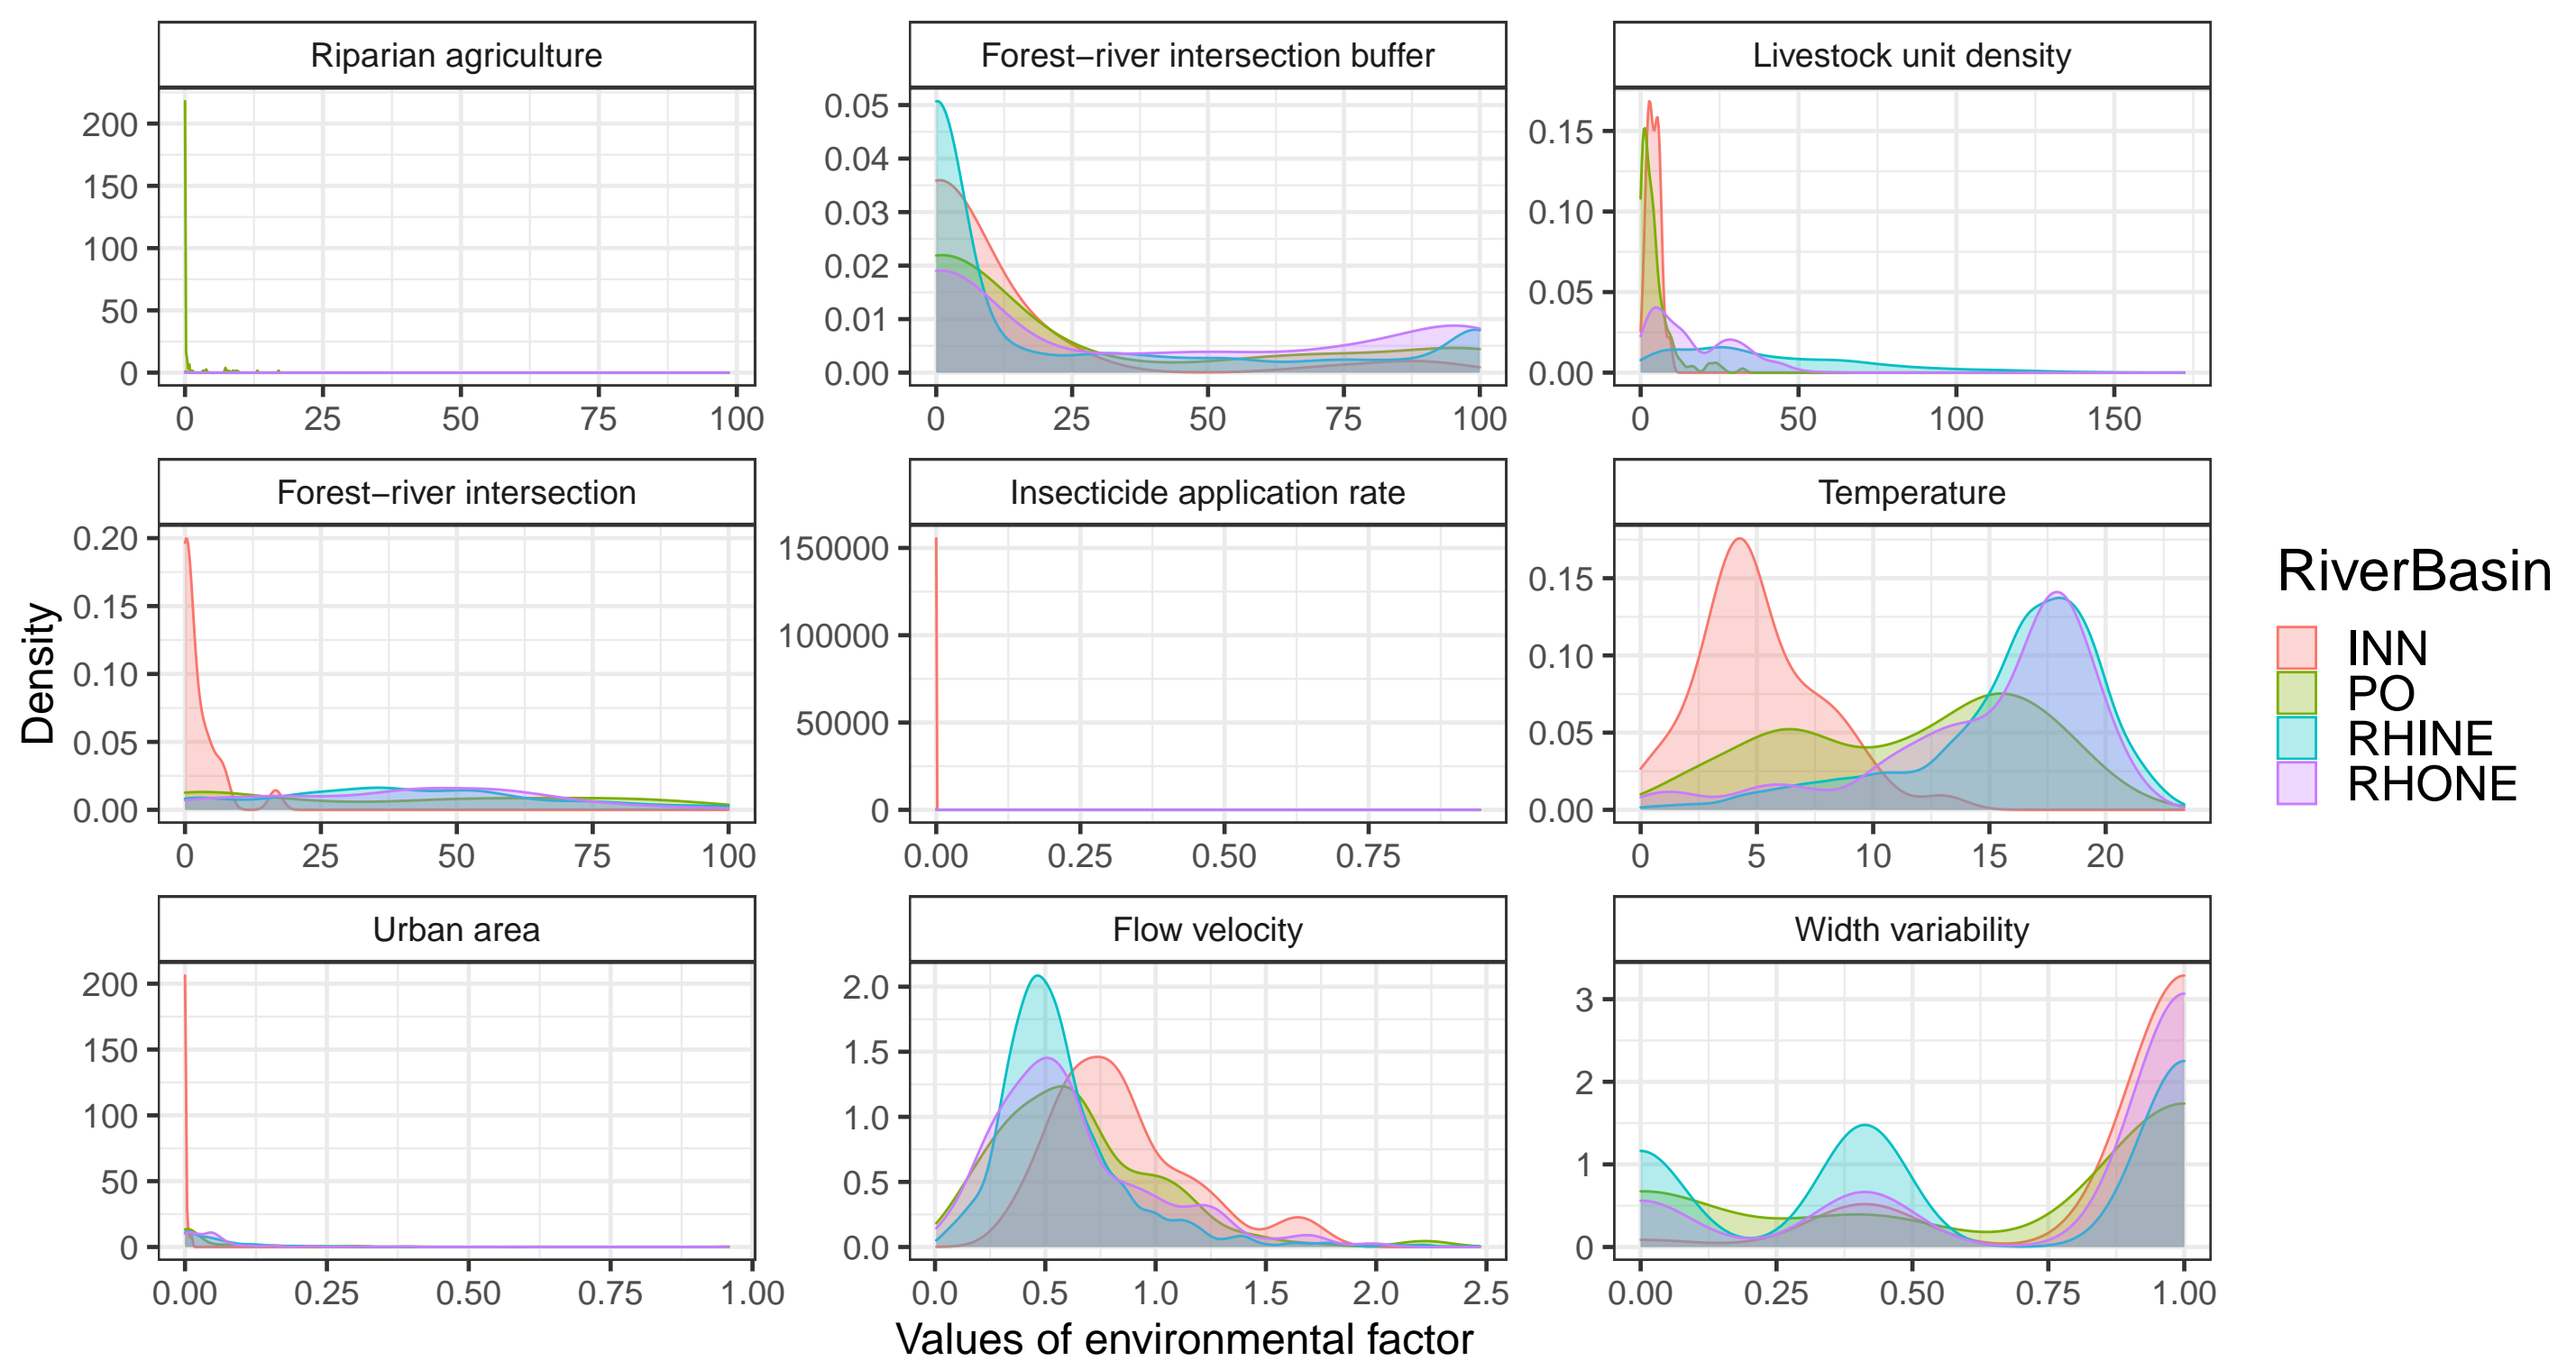 Riparian agriculture
Forest−river intersection buffer
Livestock unit density
200
150
100
50
0
0 25 50 75 100
0.05
0.04
0.03
0.02
0.01
0.00
0 25 50 75 100
0.15
0.10
0.05
0.00
0 50 100 150
Forest−river intersection
Insecticide application rate
Temperature
0.20
0.15
0.10
0.05
0.00
0 25 50 75 100
150000
100000
50000
0
0.00 0.25 0.50 0.75
0.15
0.10
0.05
0.00
0 5 10 15 20
Urban area
Flow velocity
Width variability
200
150
100
50
0
0.00 0.25 0.50 0.75 1.00
2.0
1.5
1.0
0.5
0.0
0.0 0.5 1.0 1.5 2.0 2.5
3
2
1
0
0.00 0.25 0.50 0.75 1.00
Density
Values of environmental factor
RiverBasin
INN
PO
RHINE
RHONE